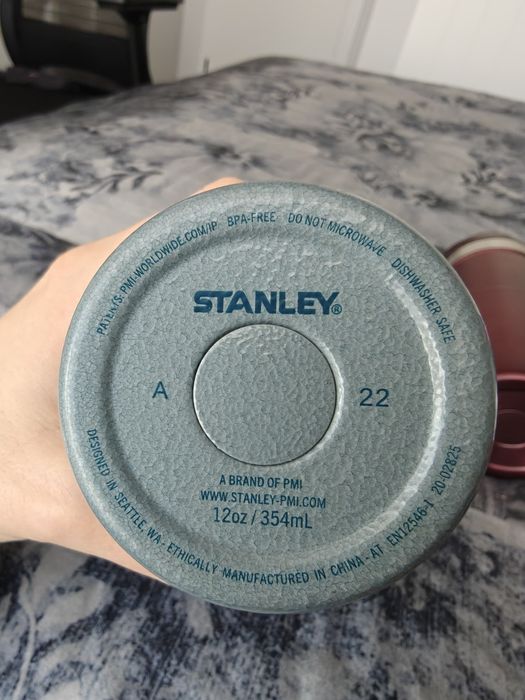 PATENTS: PMI-WORLDWIDE.COM/IP BPA-FREE DO NOT MICROWAVE DISHWASHER SAFE
STANLEY®
A 22
A BRAND OF PMI
WWW.STANLEY-PMI.COM
12oz / 354mL
DESIGNED IN SEATTLE, WA - ETHICALLY MANUFACTURED IN CHINA - AT EN12546-1 20-02825